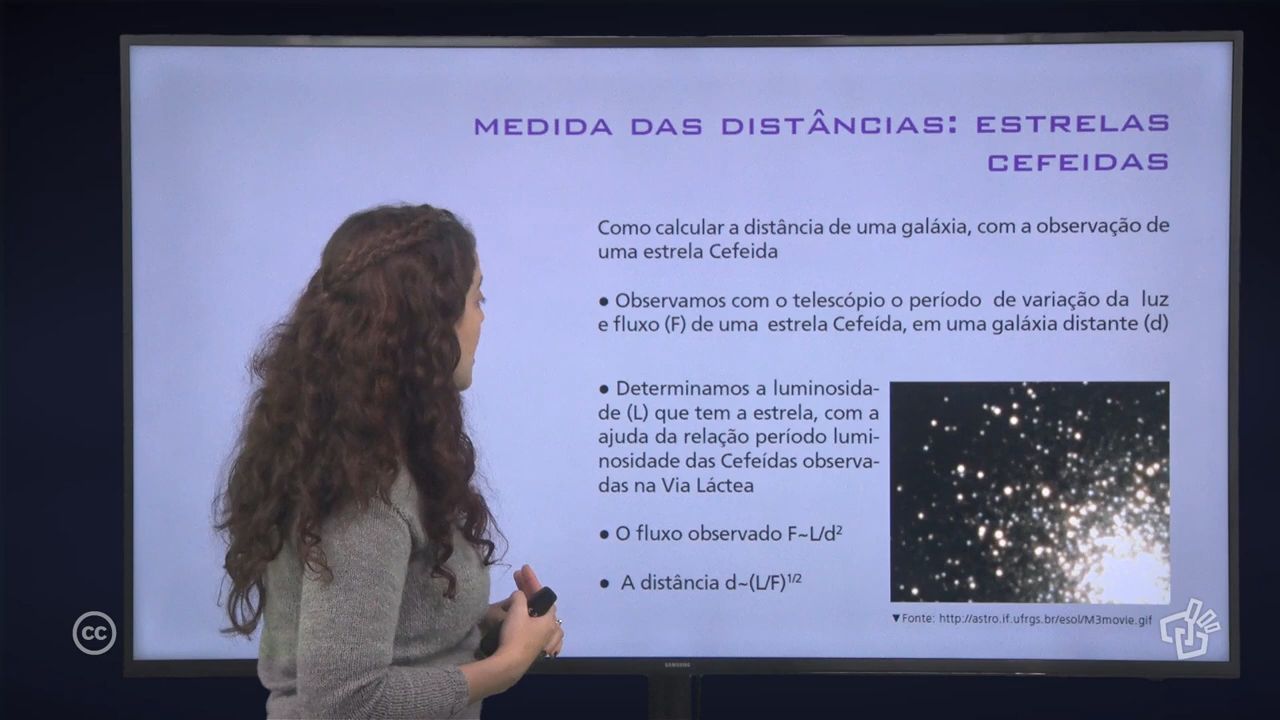 MEDIDA DAS DISTÂNCIAS: ESTRELAS
CEFEIDAS
Como calcular a distância de uma galáxia, com a observação de
uma estrela Cefeida
● Observamos com o telescópio o período de variação da luz
e fluxo (F) de uma estrela Cefeída, em uma galáxia distante (d)
● Determinamos a luminosida-
de (L) que tem a estrela, com a
ajuda da relação período lumi-
nosidade das Cefeídas observa-
das na Via Láctea
● O fluxo observado F~L/d²
● A distância d~(L/F)¹/²
▼Fonte: http://astro.if.ufrgs.br/esol/M3movie.gif
cc
SAMSUNG